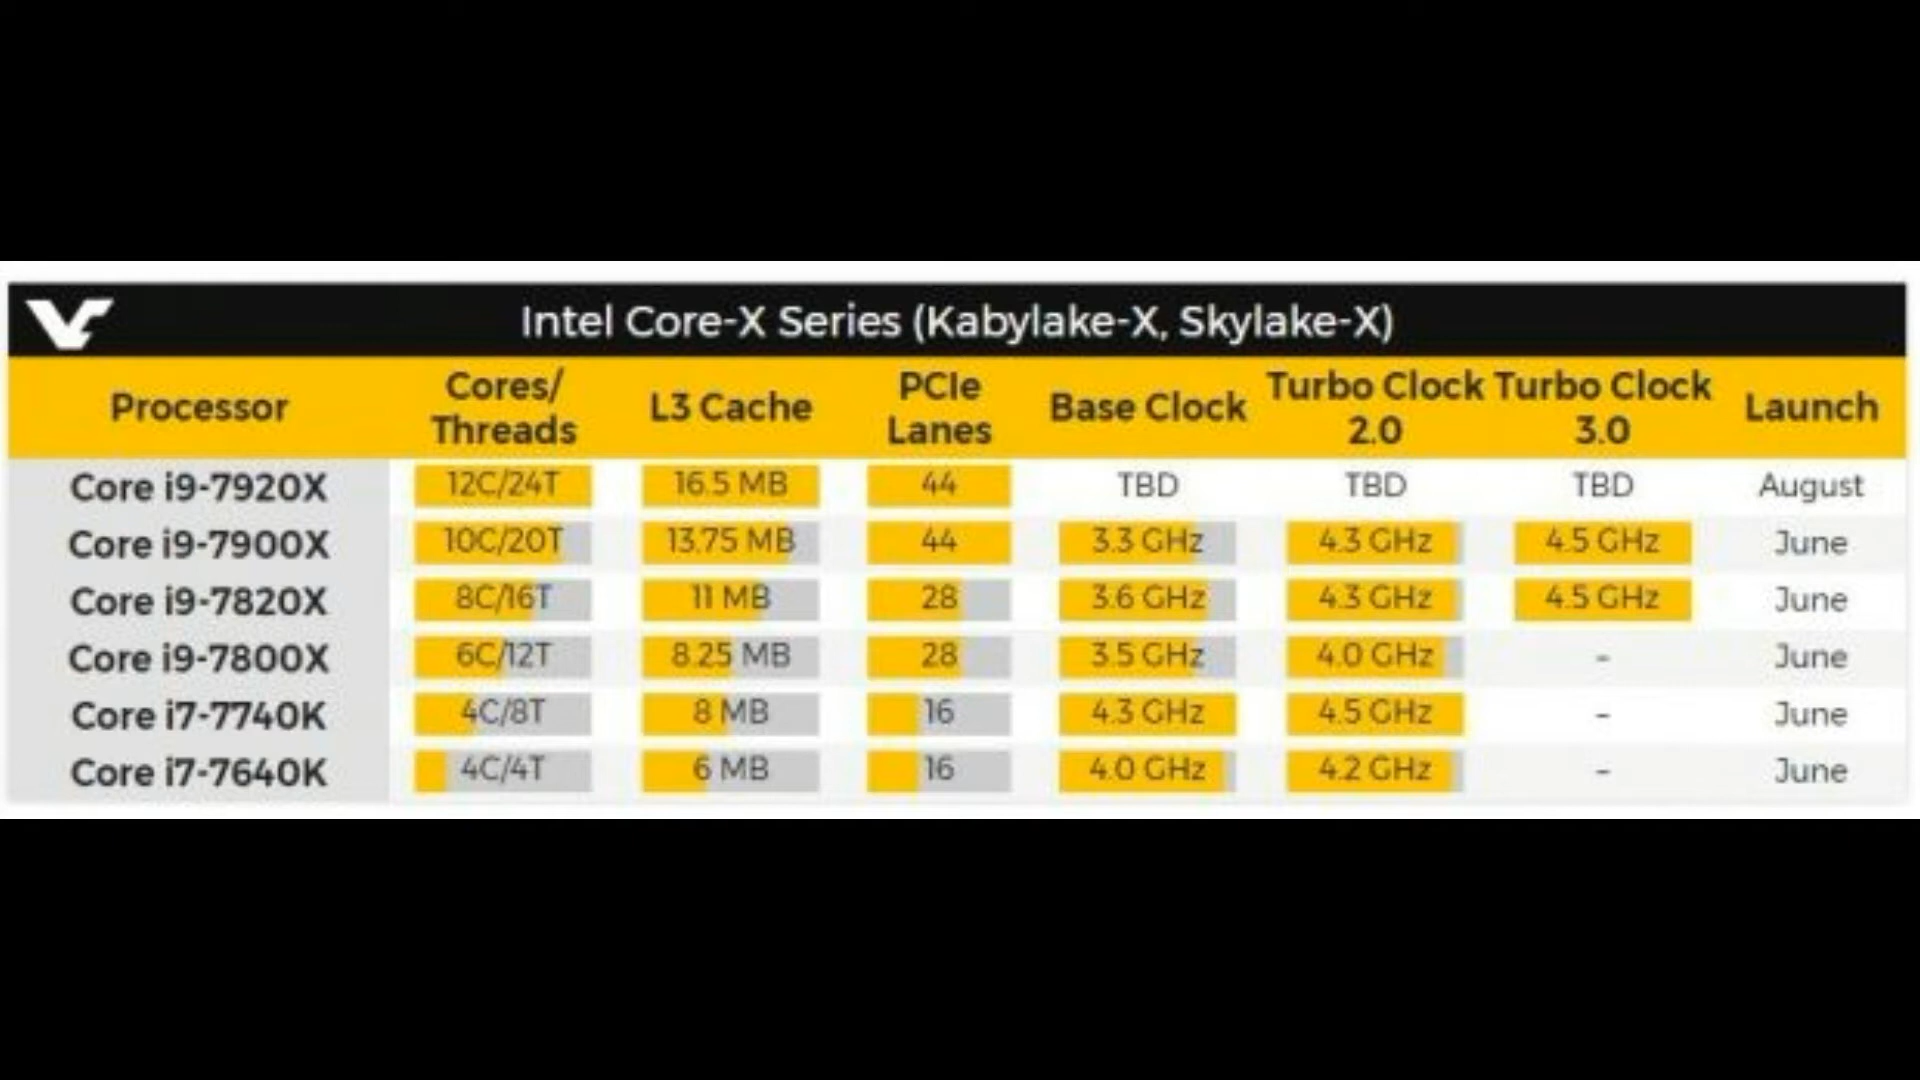 Intel Core-X Series (Kabylake-X, Skylake-X)
Processor Cores/Threads L3 Cache PCIe Lanes Base Clock Turbo Clock 2.0 Turbo Clock 3.0 Launch
Core i9-7920X 12C/24T 16.5 MB 44 TBD TBD TBD August
Core i9-7900X 10C/20T 13.75 MB 44 3.3 GHz 4.3 GHz 4.5 GHz June
Core i9-7820X 8C/16T 11 MB 28 3.6 GHz 4.3 GHz 4.5 GHz June
Core i9-7800X 6C/12T 8.25 MB 28 3.5 GHz 4.0 GHz - June
Core i7-7740K 4C/8T 8 MB 16 4.3 GHz 4.5 GHz - June
Core i7-7640K 4C/4T 6 MB 16 4.0 GHz 4.2 GHz - June